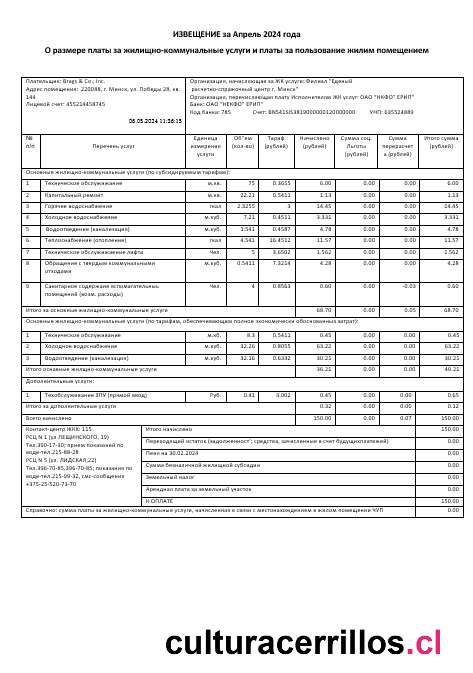 ИЗВЕЩЕНИЕ за Апрель 2024 года
О размере платы за жилищно-коммунальные услуги и платы за пользование жилим помещением
Плательщик: Brags & Co., Inc.
Адрес помещения: 220088, г. Минск, ул. Победы 28, кв. 144
Лицевой счет: 455214458745
06.05.2024 11:56:15
Организация, начисляющая за ЖК услуги: Филиал "Единый расчетно-справочный центр г. Минск"
Организация, перечисляющая плату Исполнителям ЖК услуг ОАО "НКФО" ЕРИП"
Банк: ОАО "НЕКФО" ЕРИП"
Код банка: 785 УНП: 695524889
№ п/п Перечень услуг Единица измерения услуги Об"ем (кол-во) Тариф (рублей) Начислено (рублей) Сумма соц. Льготы (рублей) Сумма перерасчета (рублей) Итого сумма (рублей)
Основные жилищно-коммунальные услуги (по субсидируемым тарифам):
1 Техническое обслуживание м.кв. 75 0.3655 6.00 0.00 0.00 6.00
2 Капитальный ремонт м.кв. 22.21 0.5411 1.13 0.00 0.00 1.13
3 Горячее водоснабжение гкал 2.3255 3 14.45 0.00 0.00 14.45
4 Холодное водоснабжение м.куб. 7.21 0.4511 3.331 0.00 0.00 3.331
5 Водоотведение (канализация) м.куб. 1.541 0.4587 4.78 0.00 0.00 4.78
6 Теплоснабжение (отопление) гкал 4.541 16.4512 11.57 0.00 0.00 11.57
7 Техническое обслуживание лифта Чел. 5 3.6502 1.562 0.00 0.00 1.562
8 Обращение с твердым коммунальными отходами м.куб. 0.5411 7.3214 4.28 0.00 0.00 4.28
9 Санитарное содержание вспомагательных помещений (возм. расходы) Чел. 4 0.8563 0.60 0.00 -0.03 0.60
Итого за основные жилищно-коммунальные услуги 68.70 0.00 0.05 68.70
Основные жилищно-коммунальные услуги (по тарифам, обеспечивающем полное экономически обоснованных затрат):
1 Техническое обслуживание м.кб. 8.3 0.5411 0.45 0.00 0.00 0.45
2 Холодное водоснабжение м.куб. 32.26 0.8055 63.22 0.00 0.00 63.22
3 Водоотведение (канализация) м.куб. 32.16 0.6332 30.21 0.00 0.00 30.21
Итого основные жилищно-коммунальные услуги 36.21 0.00 0.00 40.21
Дополнительные услуги:
1 Техобслуживание ЗПУ (прямой ввод) Руб. 0.41 3.002 0.45 0.00 0.00 0.65
Итого за дополнительные услуги 0.32 0.00 0.00 0.12
Всего начислено 150.00 0.00 0.07 150.00
Контакт-центр ЖКХ: 115
РСЦ N 1 (ул ЛЕЩИНСКОГО, 19)
Тел.390-17-30; прием показаний по воде-тел.215-88-28
РСЦ N 5 (ул. ЛИДСКАЯ,22)
Тел.396-70-85,396-70-85; показания по воде-тел.215-99-32, смс-сообщения
+375-25-520-73-70
Итого начислено 150.00
Переходящий остаток (задолженност); средства, зачисленные в счет будущихплатежей) 0.00
Пеня на 30.02.2024 0.00
Сумма безналичной жилищной субсидии 0.00
Земельный налог 0.00
Арендная плата за земельный участок 0.00
К ОПЛАТЕ 150.00
Справочно: сумма платы за жилищно-коммунальные услуги, начисленная в связи с местонахождением в жилом помещение ЧУП 0.00
culturacerrillos.cl